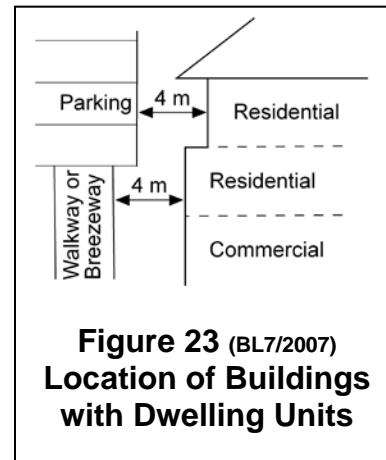 Parking
4 m
Residential
4 m
Residential
Walkway or
Breezeway
Commercial
Figure 23 (BL7/2007)
Location of Buildings
with Dwelling Units